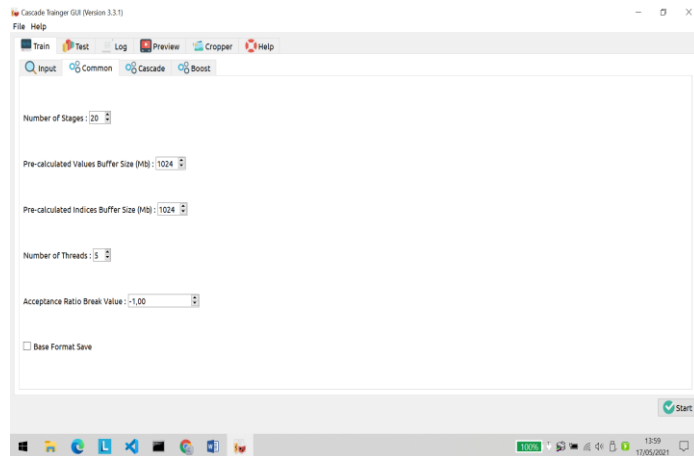 Cascade Trainger GUI (Version 3.3.1)
File Help
Train Test Log Preview Cropper Help
Input Common Cascade Boost
Number of Stages : 20
Pre-calculated Values Buffer Size (Mb) : 1024
Pre-calculated Indices Buffer Size (Mb) : 1024
Number of Threads : 5
Acceptance Ratio Break Value : -1,00
Base Format Save
Start
100% 13:59
17/05/2021